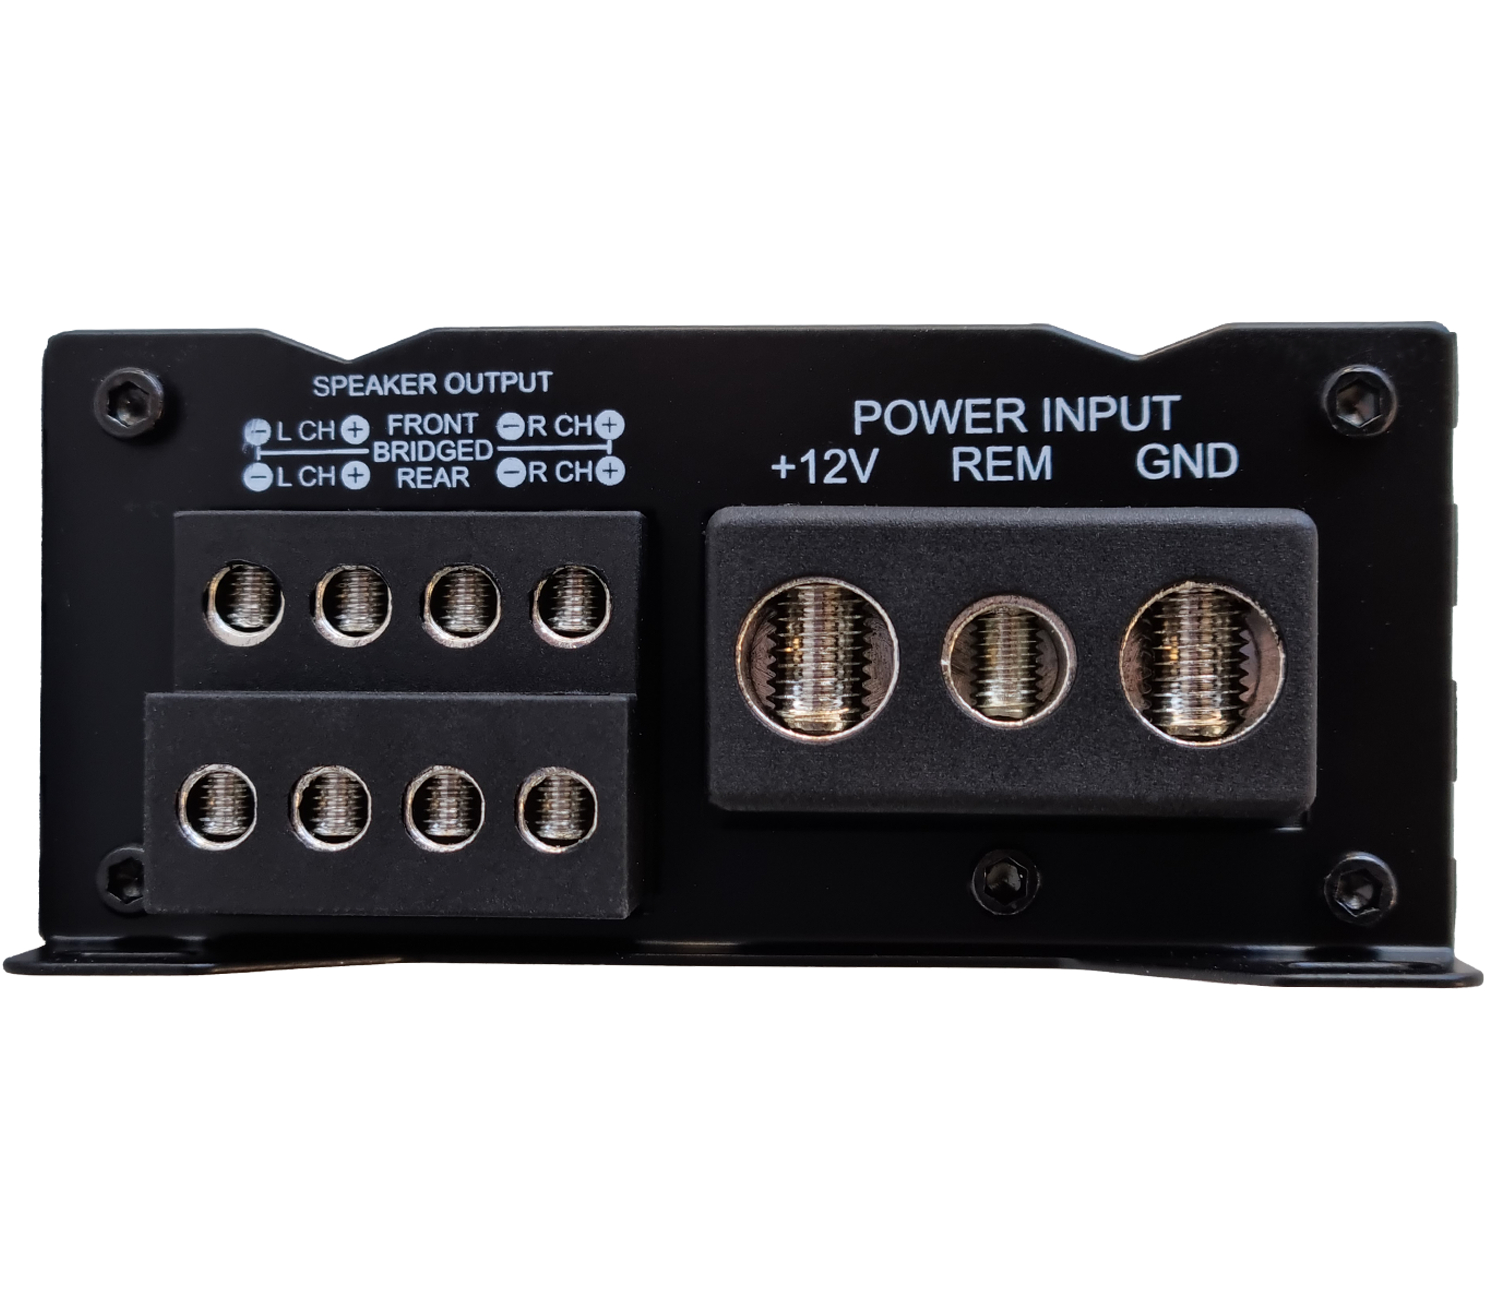 SPEAKER OUTPUT
- L CH + FRONT - R CH +
BRIDGED
- L CH + REAR - R CH +
POWER INPUT
+12V REM GND